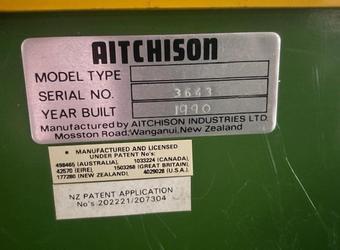 AITCHISON
MODEL TYPE
SERIAL NO. 3643
YEAR BUILT 1990
Manufactured by AITCHISON INDUSTRIES LTD.
Mosston Road, Wanganui, New Zealand
• MANUFACTURED AND LICENSED
UNDER PATENT No's:
498465 (AUSTRALIA), 1033224 (CANADA),
42570 (EIRE), 1503268 (GREAT BRITAIN),
177280 (NEW ZEALAND), 4029028 (U.S.A.).
NZ PATENT APPLICATION
No's 202221/207304